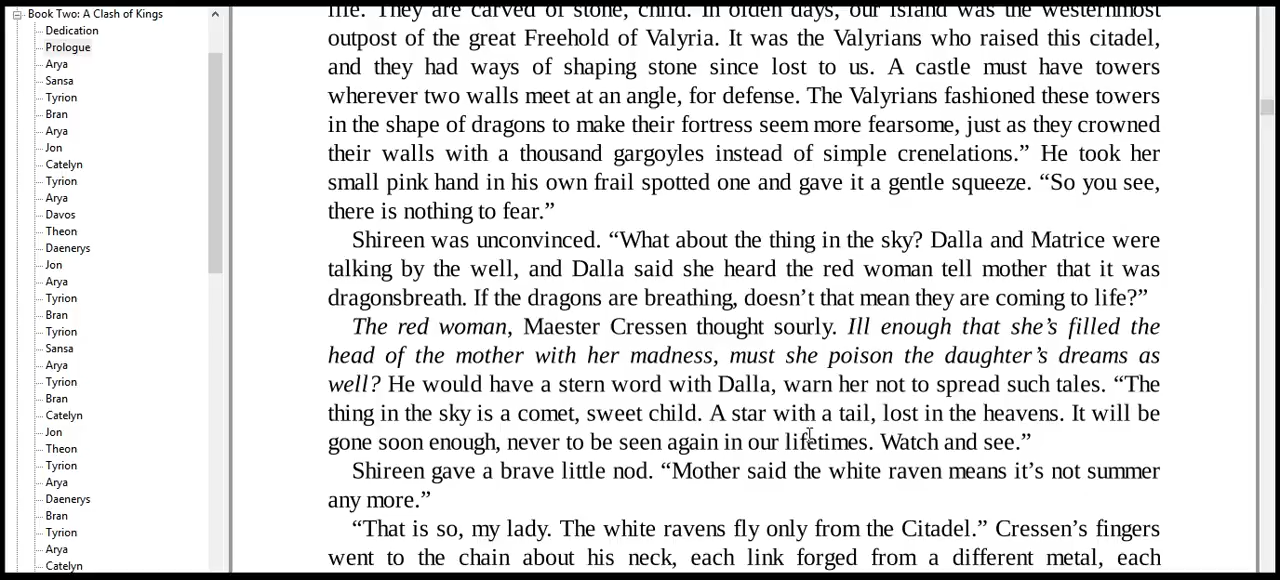 Book Two: A Clash of Kings
Dedication
Prologue
Arya
Sansa
Tyrion
Bran
Arya
Jon
Catelyn
Tyrion
Arya
Davos
Theon
Daenerys
Jon
Arya
Tyrion
Bran
Tyrion
Sansa
Arya
Tyrion
Bran
Catelyn
Jon
Theon
Tyrion
Arya
Daenerys
Bran
Tyrion
Arya
Catelyn
life. They are carved of stone, child. In olden days, our island was the westernmost
outpost of the great Freehold of Valyria. It was the Valyrians who raised this citadel,
and they had ways of shaping stone since lost to us. A castle must have towers
wherever two walls meet at an angle, for defense. The Valyrians fashioned these towers
in the shape of dragons to make their fortress seem more fearsome, just as they crowned
their walls with a thousand gargoyles instead of simple crenelations.” He took her
small pink hand in his own frail spotted one and gave it a gentle squeeze. “So you see,
there is nothing to fear.”
Shireen was unconvinced. “What about the thing in the sky? Dalla and Matrice were
talking by the well, and Dalla said she heard the red woman tell mother that it was
dragonsbreath. If the dragons are breathing, doesn’t that mean they are coming to life?”
The red woman, Maester Cressen thought sourly. Ill enough that she’s filled the
head of the mother with her madness, must she poison the daughter’s dreams as
well? He would have a stern word with Dalla, warn her not to spread such tales. “The
thing in the sky is a comet, sweet child. A star with a tail, lost in the heavens. It will be
gone soon enough, never to be seen again in our lifetimes. Watch and see.”
Shireen gave a brave little nod. “Mother said the white raven means it’s not summer
any more.”
“That is so, my lady. The white ravens fly only from the Citadel.” Cressen’s fingers
went to the chain about his neck, each link forged from a different metal, each